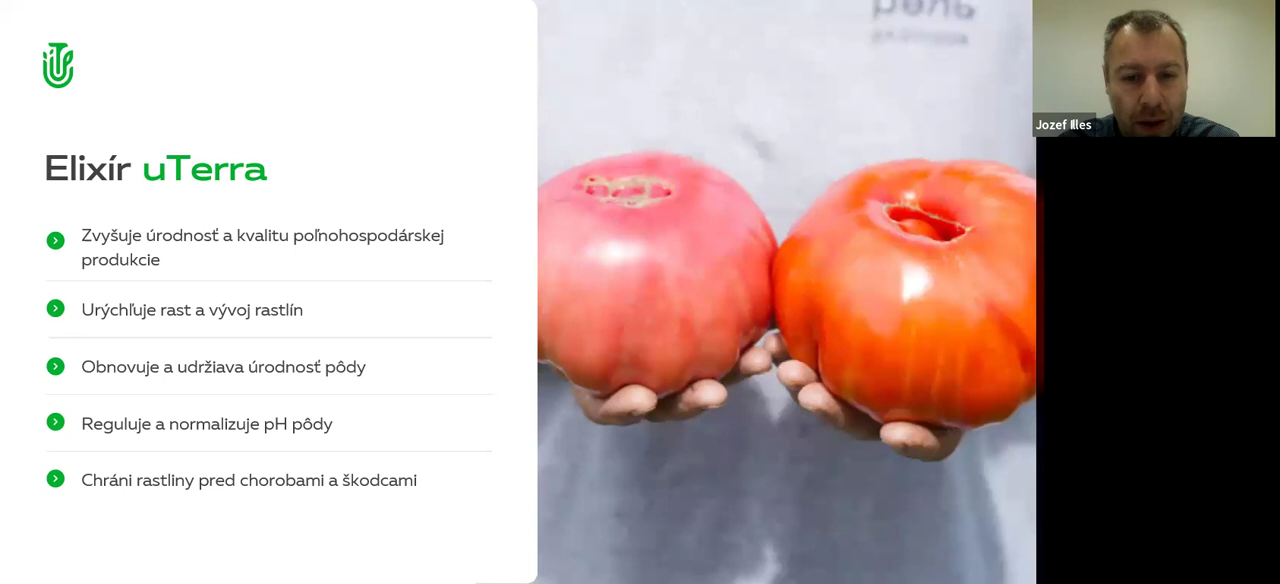 Elixír uTerra
Zvyšuje úrodnosť a kvalitu poľnohospodárskej
produkcie
Urýchľuje rast a vývoj rastlín
Obnovuje a udržiava úrodnosť pôdy
Reguluje a normalizuje pH pôdy
Chráni rastliny pred chorobami a škodcami
Jozef Illes